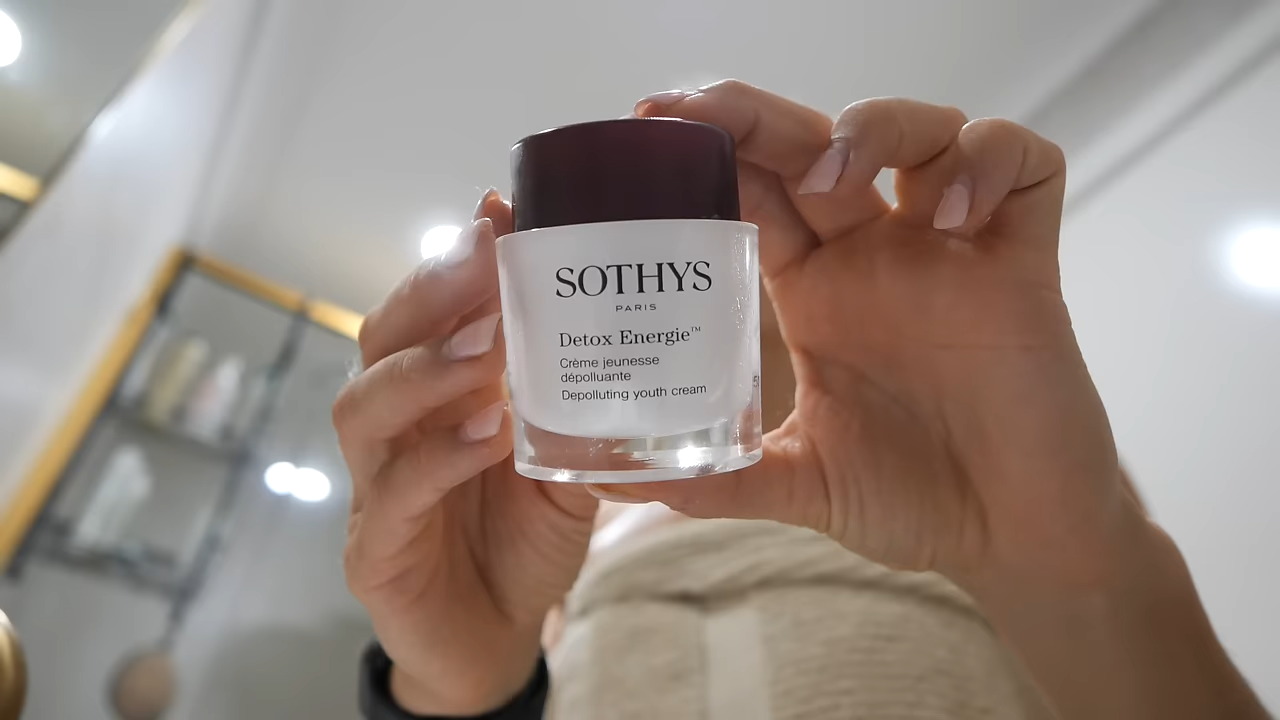 SOTHYS
PARIS
Detox Energie™
Crème jeunesse
dépolluante
Depolluting youth cream